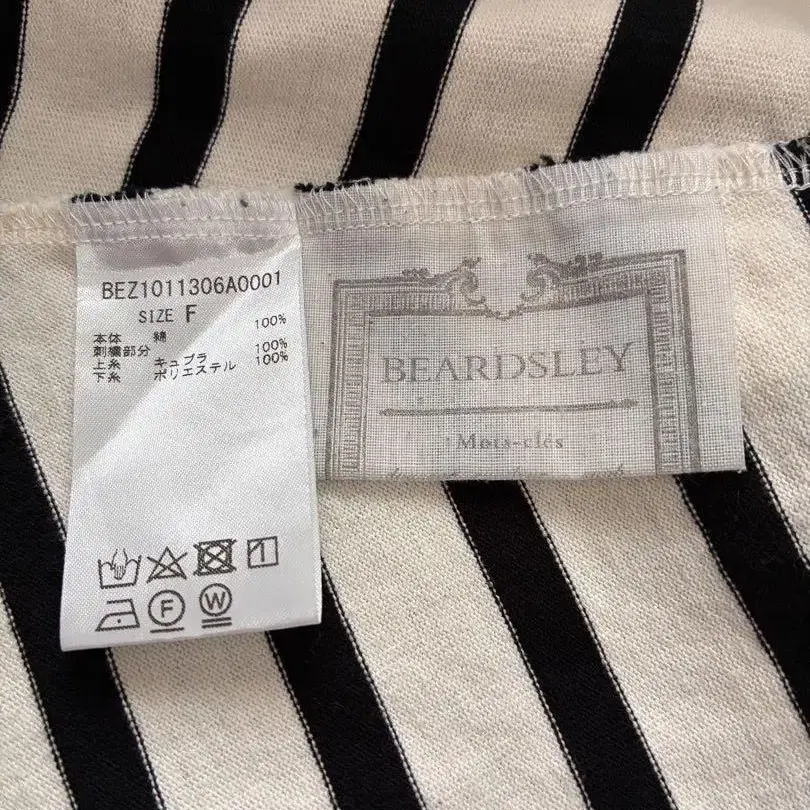 BEZ1011306A0001
SIZE F
本体 綿 100%
刺繍部分
上糸 キュプラ 100%
下糸 ポリエステル 100%
F W
BEARDSLEY
Mots-clés